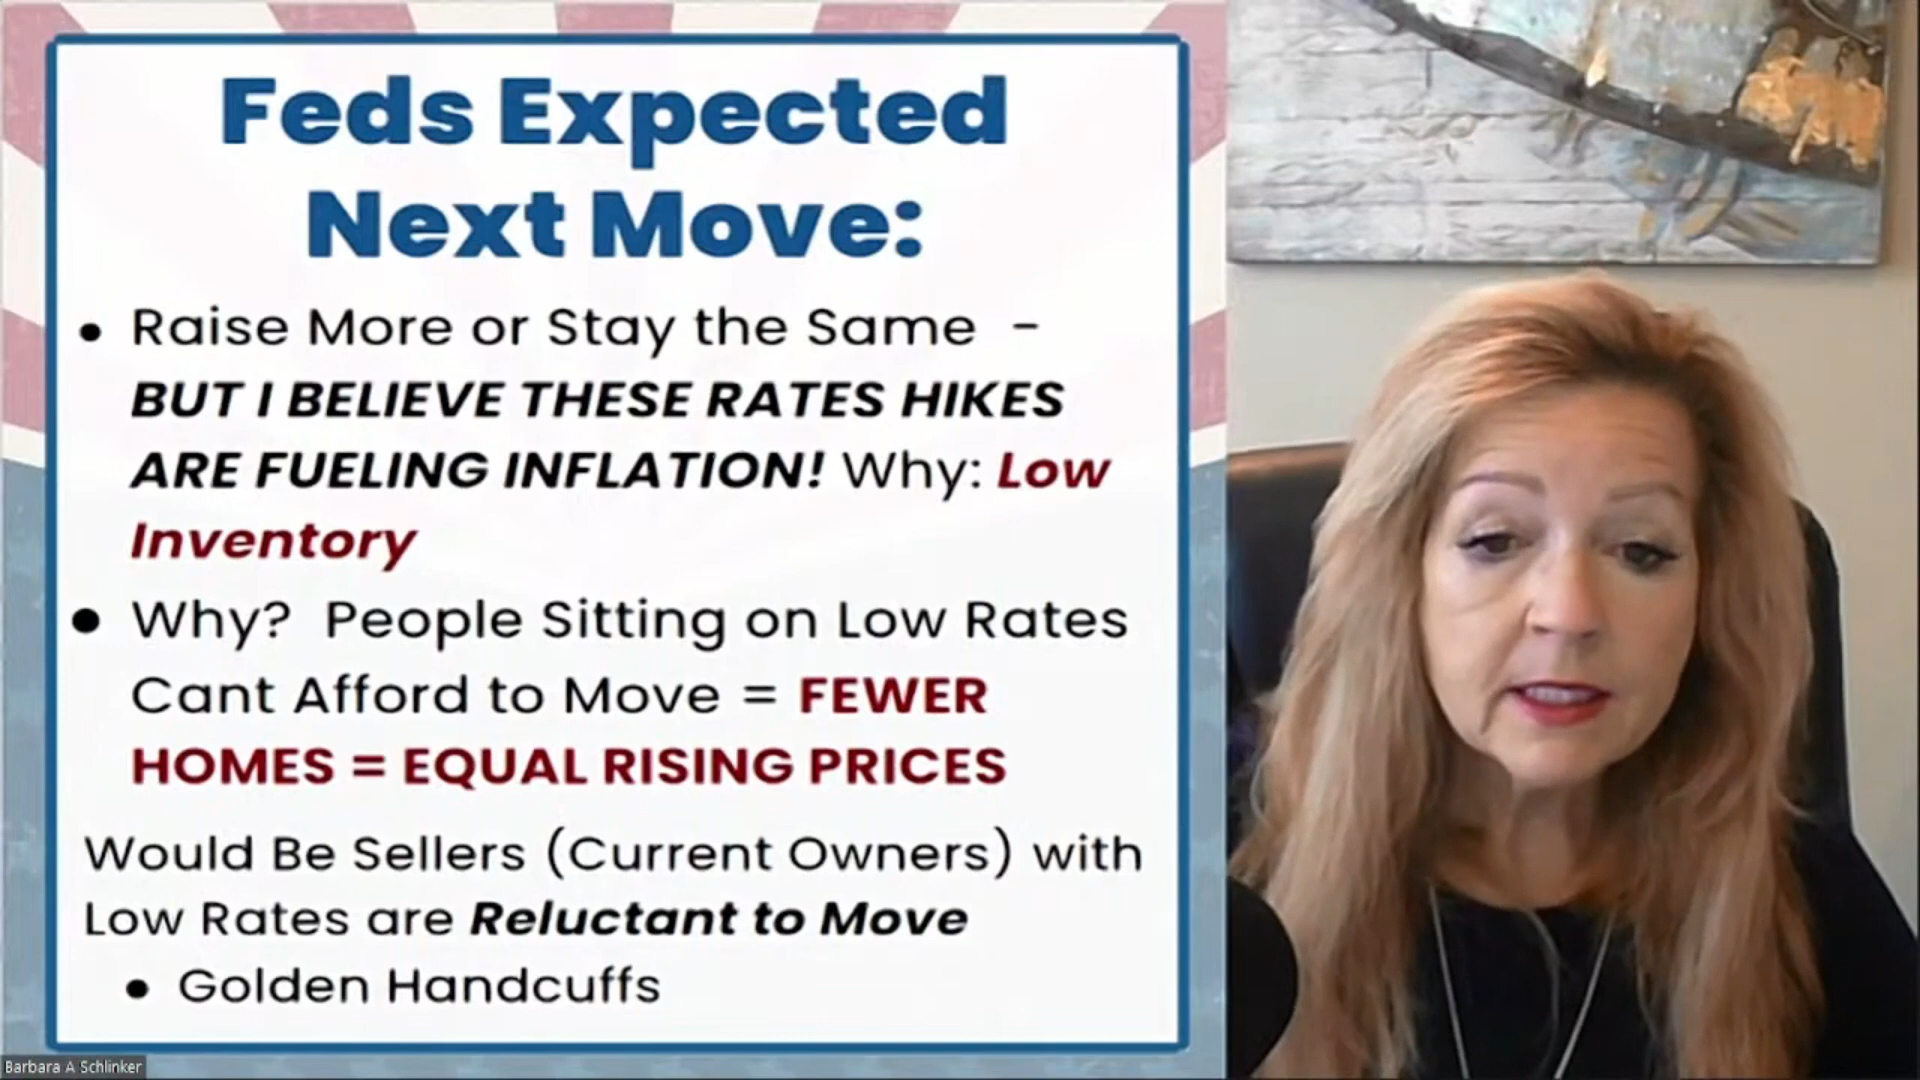 Feds Expected
Next Move:
• Raise More or Stay the Same -
BUT I BELIEVE THESE RATES HIKES
ARE FUELING INFLATION! Why: Low
Inventory
• Why? People Sitting on Low Rates
Cant Afford to Move = FEWER
HOMES = EQUAL RISING PRICES
Would Be Sellers (Current Owners) with
Low Rates are Reluctant to Move
• Golden Handcuffs
Barbara A Schlinker